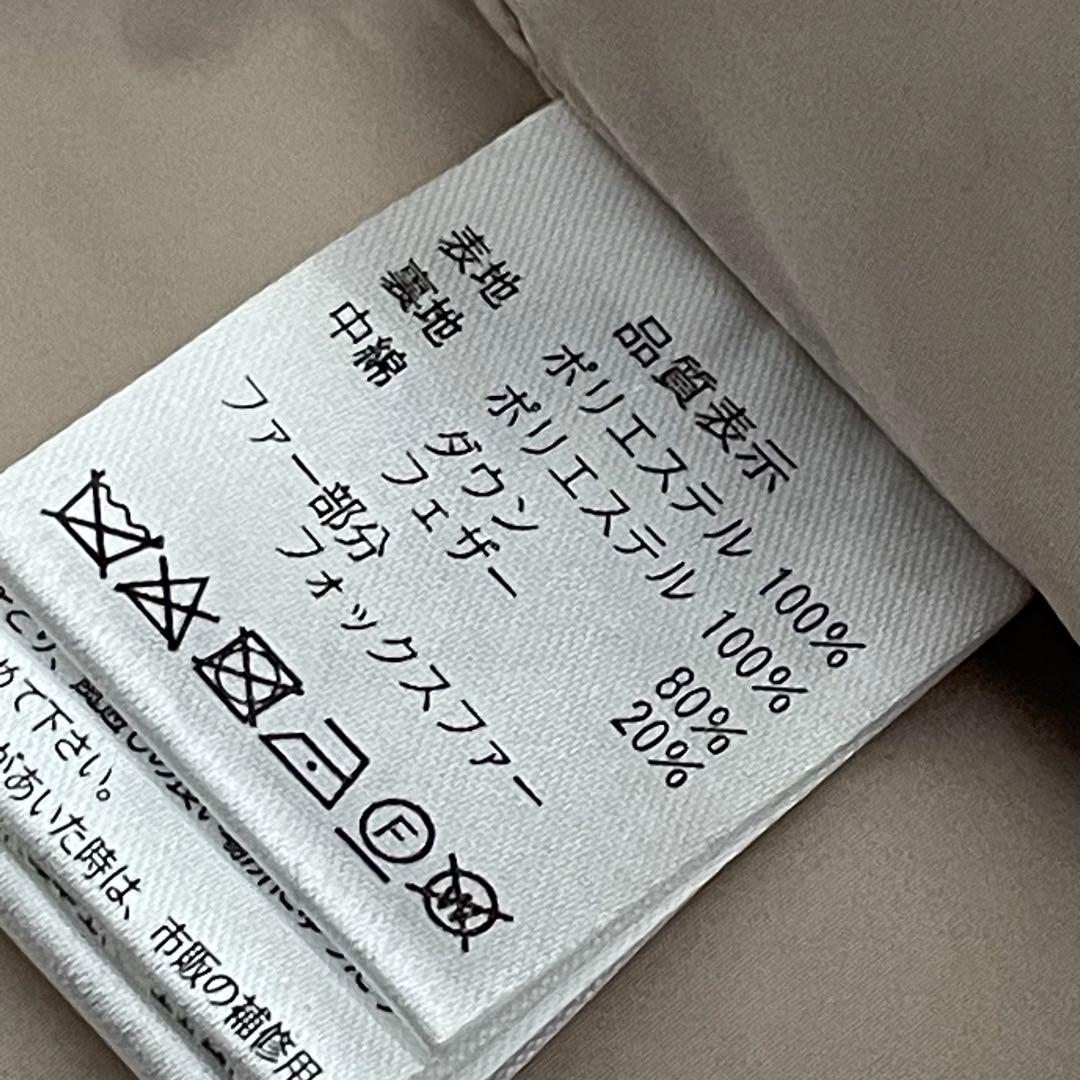 品質表示
表地 ポリエステル 100%
裏地 ポリエステル 100%
中綿 ダウン 80%
フェザー 20%
ファー部分
フォックスファー
F
W
めて下さい。
があいた時は、市販の補修用